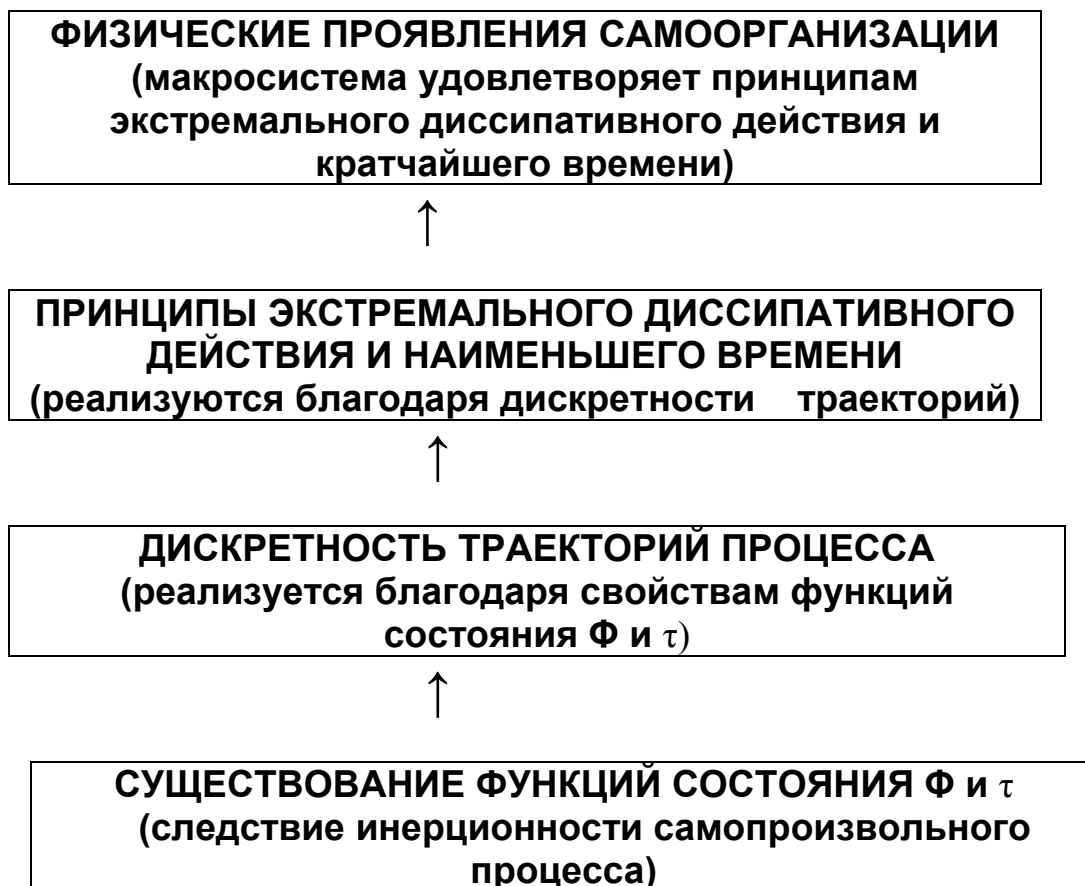 ФИЗИЧЕСКИЕ ПРОЯВЛЕНИЯ САМООРГАНИЗАЦИИ
(макросистема удовлетворяет принципам
экстремального диссипативного действия и
кратчайшего времени)
↑
ПРИНЦИПЫ ЭКСТРЕМАЛЬНОГО ДИССИПАТИВНОГО
ДЕЙСТВИЯ И НАИМЕНЬШЕГО ВРЕМЕНИ
(реализуются благодаря дискретности траекторий)
↑
ДИСКРЕТНОСТЬ ТРАЕКТОРИЙ ПРОЦЕССА
(реализуется благодаря свойствам функций
состояния Ф и τ)
↑
СУЩЕСТВОВАНИЕ ФУНКЦИЙ СОСТОЯНИЯ Ф и τ
(следствие инерционности самопроизвольного
процесса)